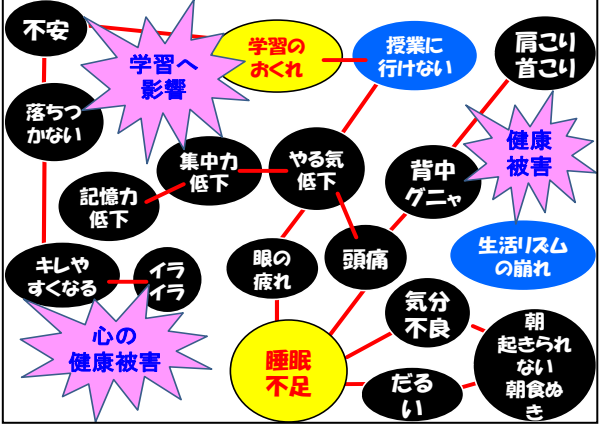 不安
学習へ
影響
学習の
おくれ
授業に
行けない
肩こり
首こり
落ちつ
かない
集中力
低下
やる気
低下
健康
被害
記憶力
低下
背中
グニャ
キレや
すくなる
イラ
イラ
眼の
疲れ
頭痛
生活リズム
の崩れ
心の
健康被害
睡眠
不足
気分
不良
だる
い
朝
起きられ
ない
朝食ぬ
き